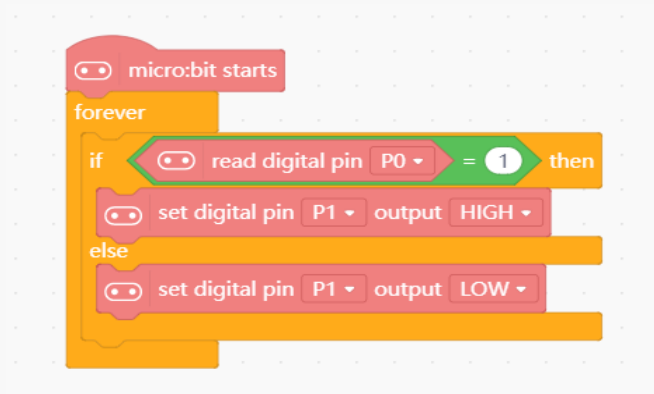 micro:bit starts
forever
if read digital pin P0 = 1 then
set digital pin P1 output HIGH
else
set digital pin P1 output LOW